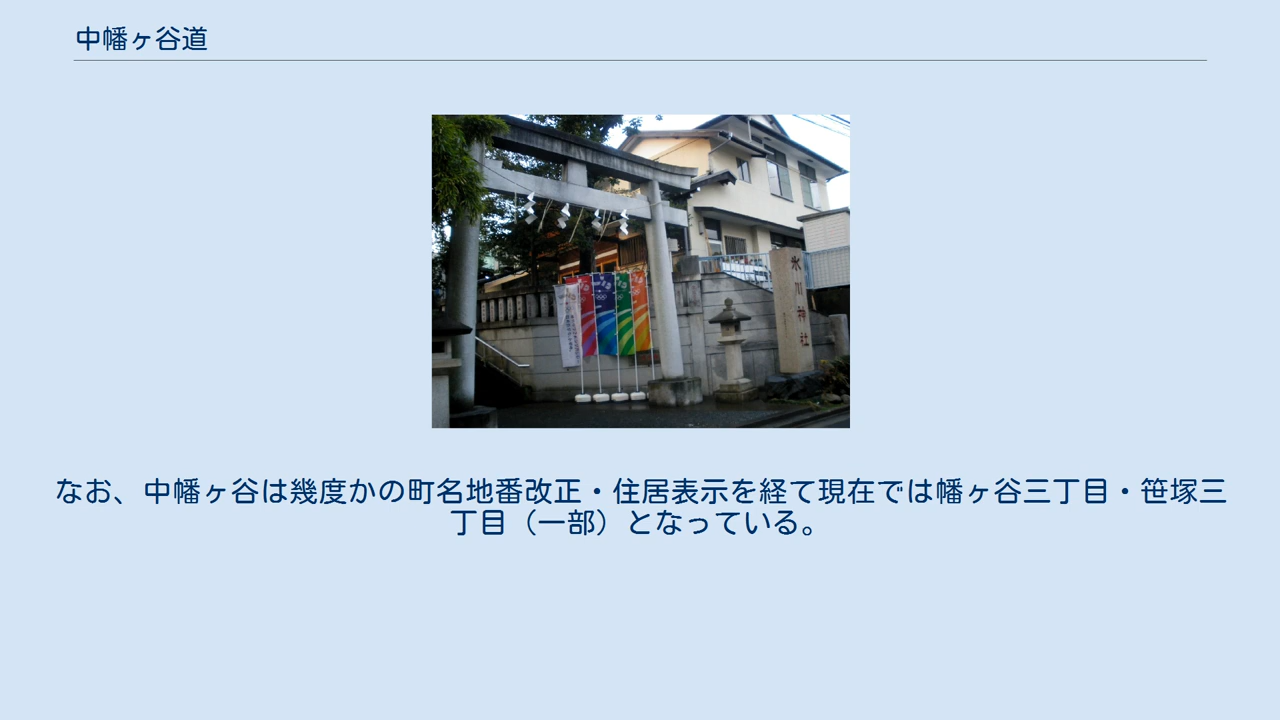 中幡ヶ谷道
氷川神社
なお、中幡ヶ谷は幾度かの町名地番改正・住居表示を経て現在では幡ヶ谷三丁目・笹塚三
丁目（一部）となっている。